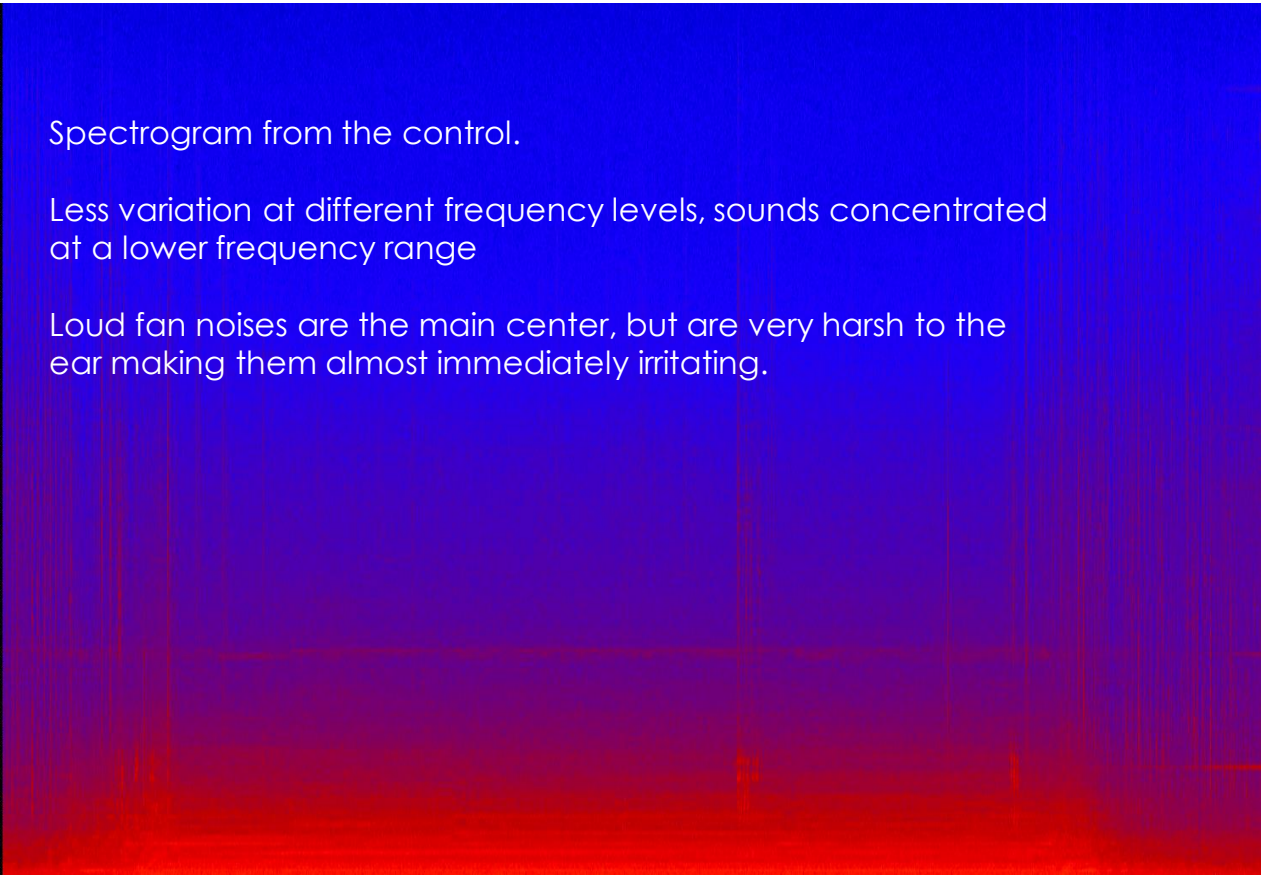 Spectrogram from the control.
Less variation at different frequency levels, sounds concentrated
at a lower frequency range
Loud fan noises are the main center, but are very harsh to the
ear making them almost immediately irritating.